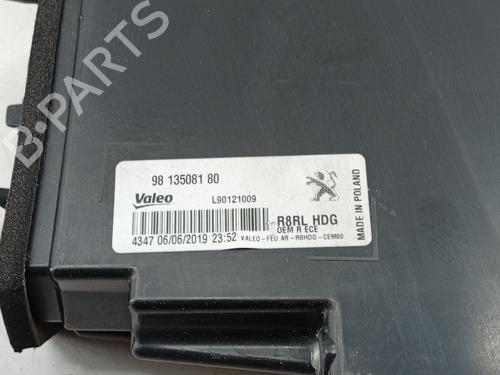 B-PARTS
98 135081 80
Valeo
L90121009
R8RL HDG
OEM R ECE
4347 06/06/2019 23:52
VALEO-FEU AR-R8HDG-CEM00
MADE IN POLAND